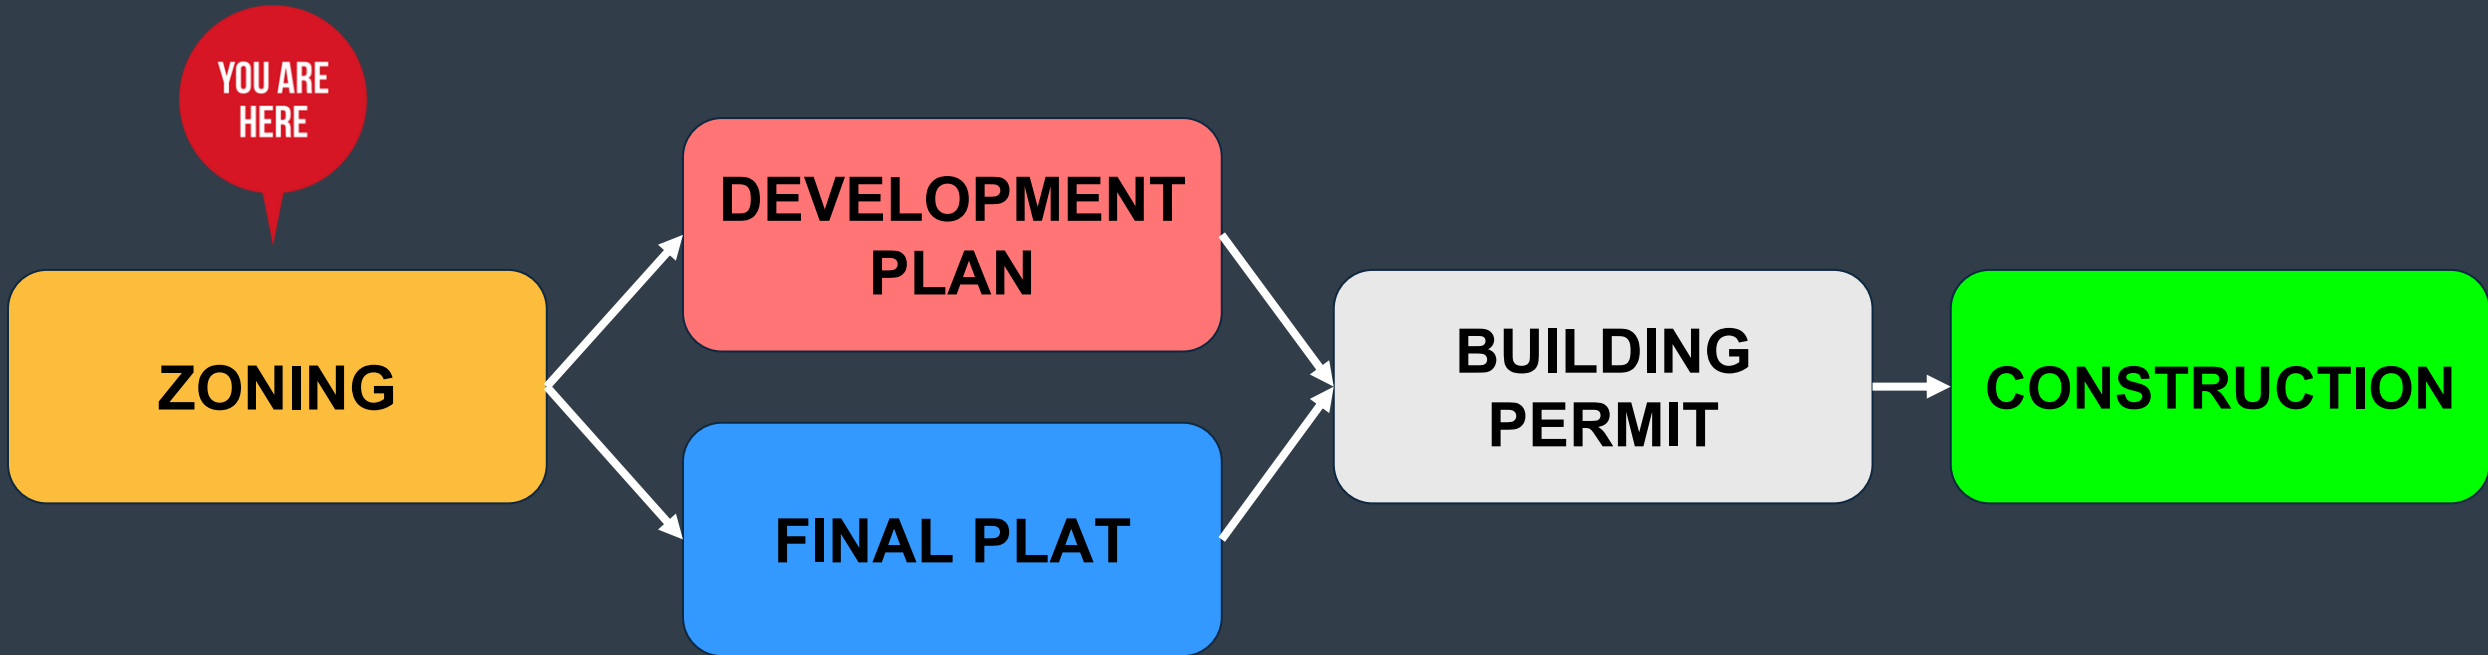 YOU ARE
HERE
ZONING
DEVELOPMENT
PLAN
FINAL PLAT
BUILDING
PERMIT
CONSTRUCTION